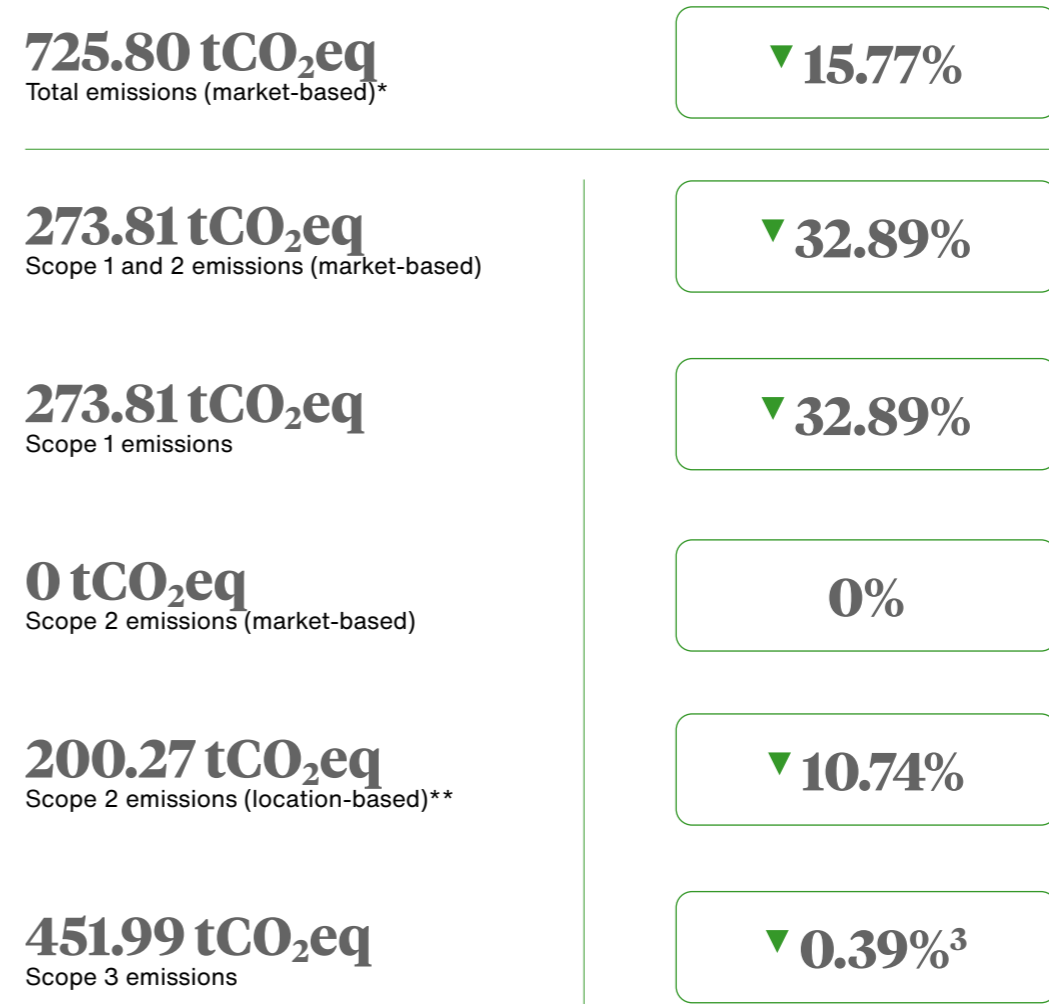 725.80 tCO₂eq
Total emissions (market-based)*
▼ 15.77%
273.81 tCO₂eq
Scope 1 and 2 emissions (market-based)
▼ 32.89%
273.81 tCO₂eq
Scope 1 emissions
▼ 32.89%
0 tCO₂eq
Scope 2 emissions (market-based)
0%
200.27 tCO₂eq
Scope 2 emissions (location-based)**
▼ 10.74%
451.99 tCO₂eq
Scope 3 emissions
▼ 0.39%³